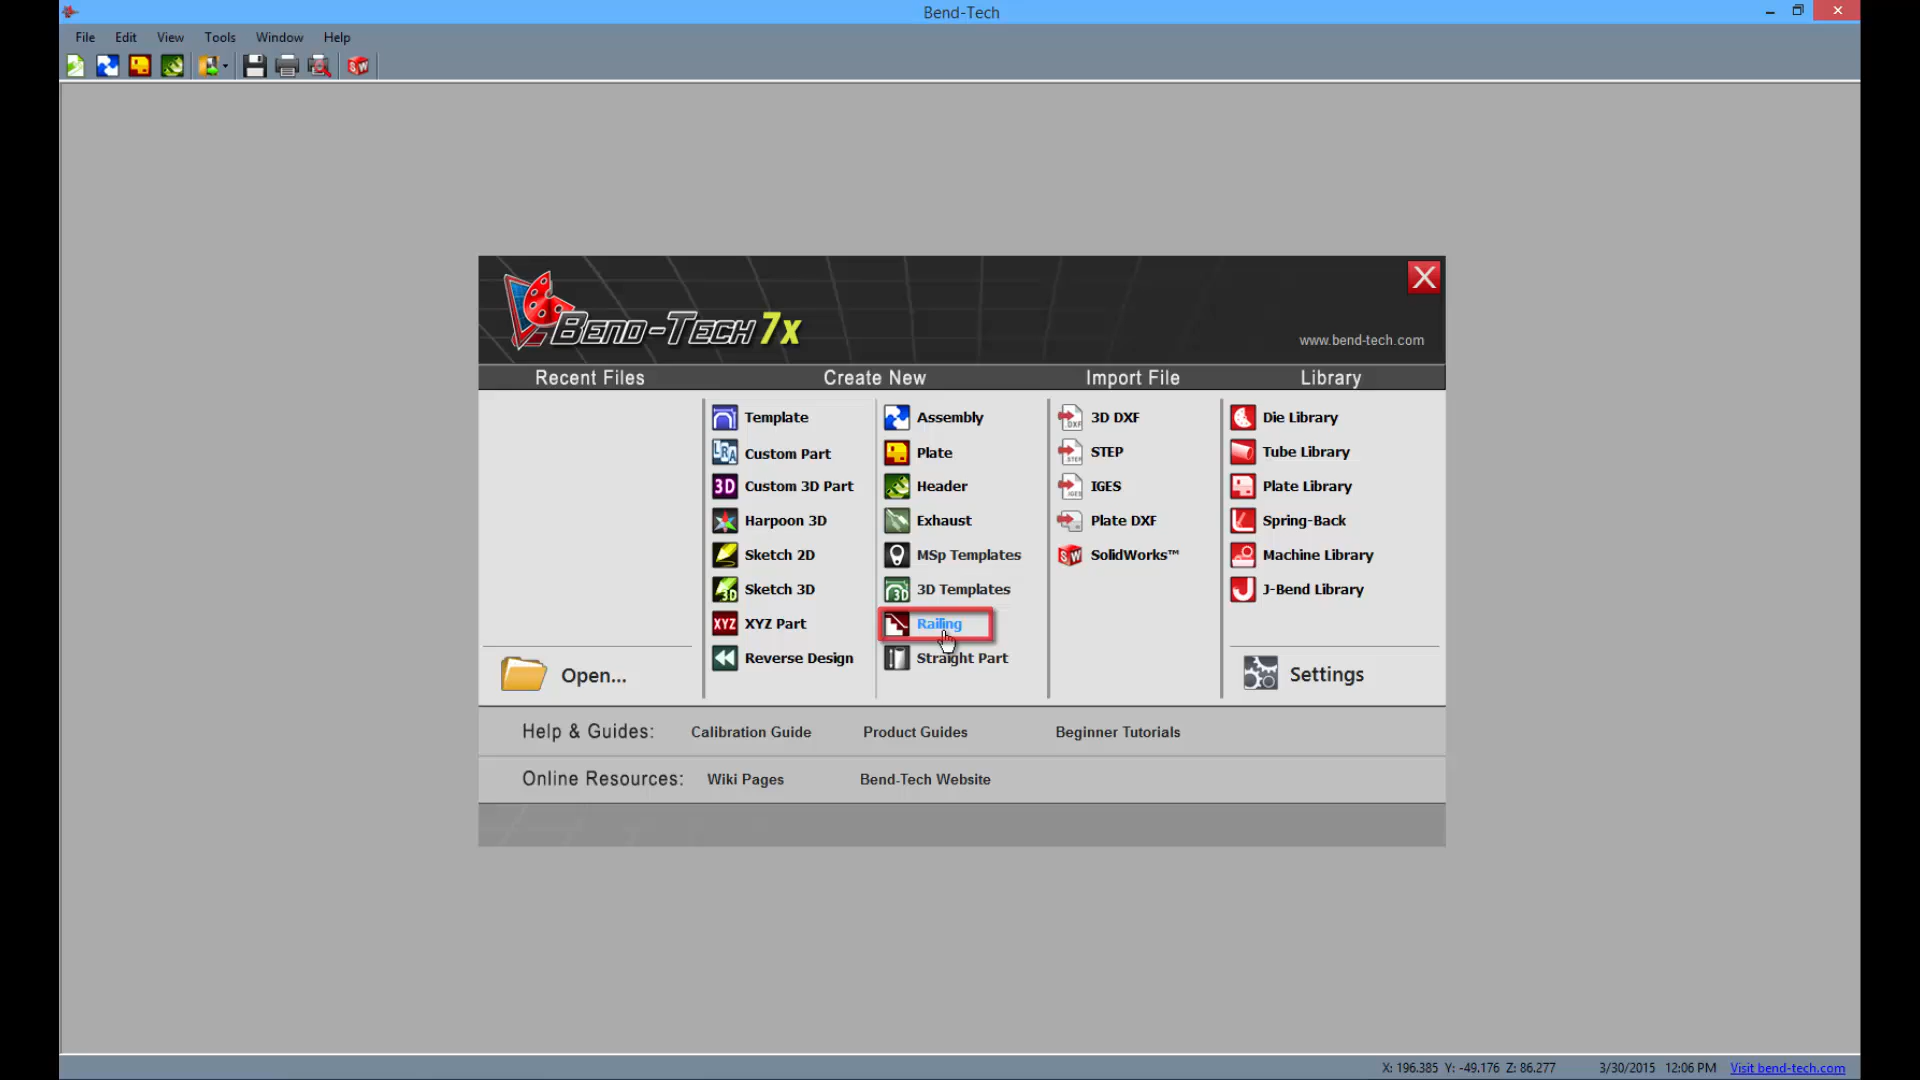 Bend-Tech
File Edit View Tools Window Help
BEND-TECH 7x
www.bend-tech.com
Recent Files Create New Import File Library
Template Assembly 3D DXF Die Library
Custom Part Plate STEP Tube Library
Custom 3D Part Header IGES Plate Library
Harpoon 3D Exhaust Plate DXF Spring-Back
Sketch 2D MSp Templates SolidWorks™ Machine Library
Sketch 3D 3D Templates J-Bend Library
XYZ Part Railing
Reverse Design Straight Part
Open... Settings
Help & Guides: Calibration Guide Product Guides Beginner Tutorials
Online Resources: Wiki Pages Bend-Tech Website
X: 196.385 Y: -49.176 Z: 86.277 3/30/2015 12:06 PM Visit bend-tech.com